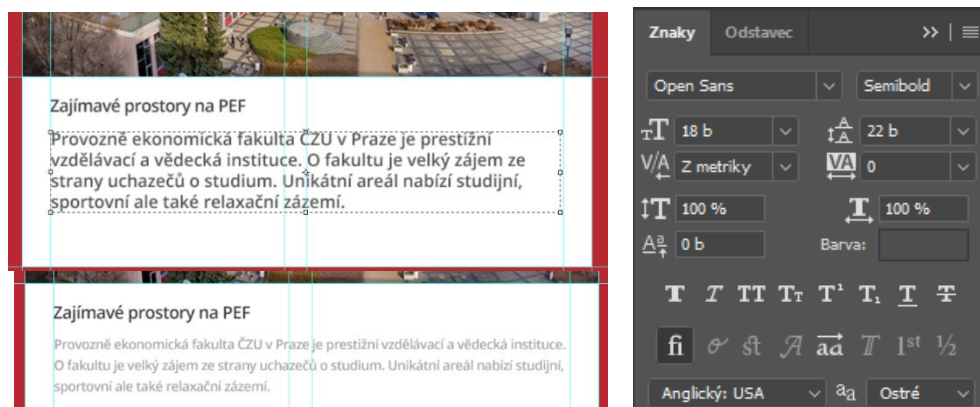 Zajímavé prostory na PEF
Provozně ekonomická fakulta ČZU v Praze je prestižní
vzdělávací a vědecká instituce. O fakultu je velký zájem ze
strany uchazečů o studium. Unikátní areál nabízí studijní,
sportovní ale také relaxační zázemí.
Zajímavé prostory na PEF
Provozně ekonomická fakulta ČZU v Praze je prestižní vzdělávací a vědecká instituce.
O fakultu je velký zájem ze strany uchazečů o studium. Unikátní areál nabízí studijní,
sportovní ale také relaxační zázemí.
Znaky Odstavec
Open Sans Semibold
18 b 22 b
Z metriky 0
100 % 100 %
0 b Barva:
T T TT Tт T¹ T₁ T T
fi st A ad T 1st ½
Anglický: USA aa Ostré